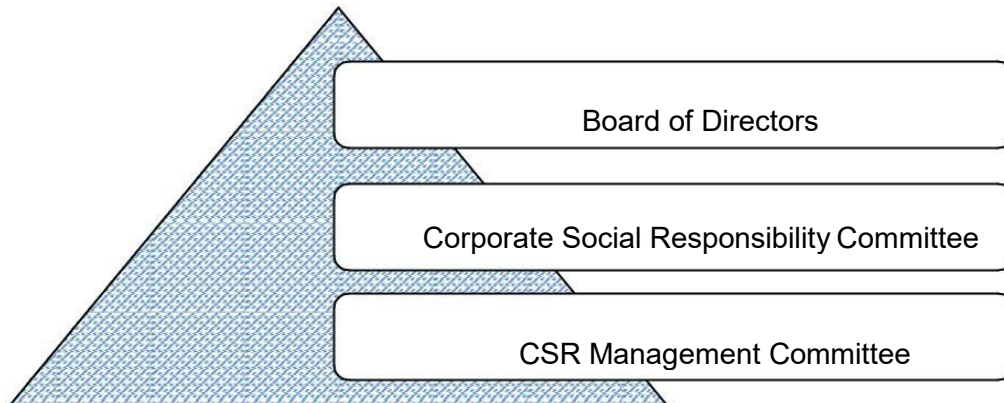 Board of Directors
Corporate Social Responsibility Committee
CSR Management Committee